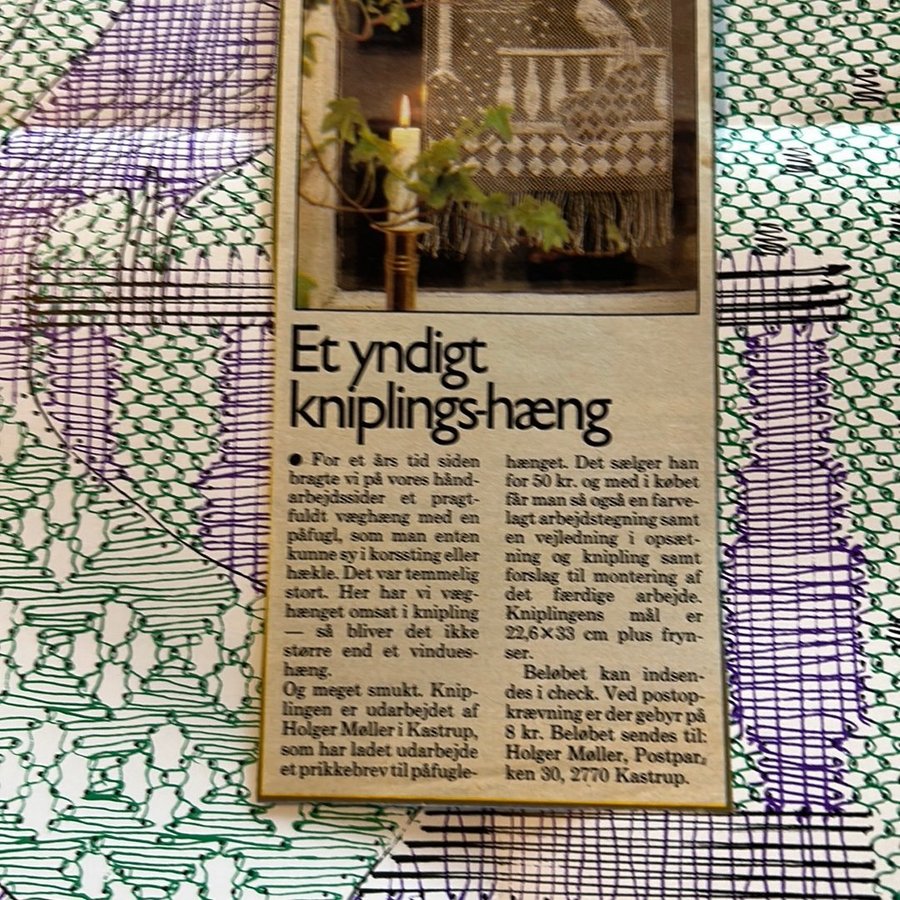 Et yndigt
kniplings-hæng
● For et års tid siden
bragte vi på vores hånd-
arbejdssider et pragt-
fuldt væghæng med en
påfugl, som man enten
kunne sy i korssting eller
hækle. Det var temmelig
stort. Her har vi væg-
hænget omsat i knipling
— så bliver det ikke
større end et vindues-
hæng.
Og meget smukt. Knip-
lingen er udarbejdet af
Holger Møller i Kastrup,
som har ladet udarbejde
et prikkebrev til påfugle-
hænget. Det sælger han
for 50 kr. og med i købet
får man så også en farve-
lagt arbejdstegning samt
en vejledning i opsæt-
ning og knipling samt
forslag til montering af
det færdige arbejde.
Kniplingens mål er
22,6×33 cm plus fryn-
ser.
Beløbet kan indsen-
des i check. Ved postop-
krævning er der gebyr på
8 kr. Beløbet sendes til:
Holger Møller, Postpar-
ken 30, 2770 Kastrup.